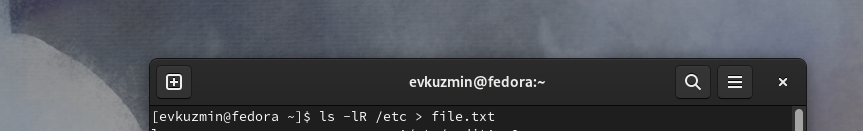 evkuzmin@fedora:~
[evkuzmin@fedora ~]$ ls -lR /etc > file.txt